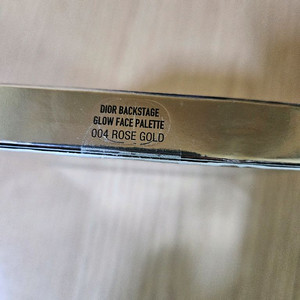 DIOR BACKSTAGE
GLOW FACE PALETTE
004 ROSE GOLD